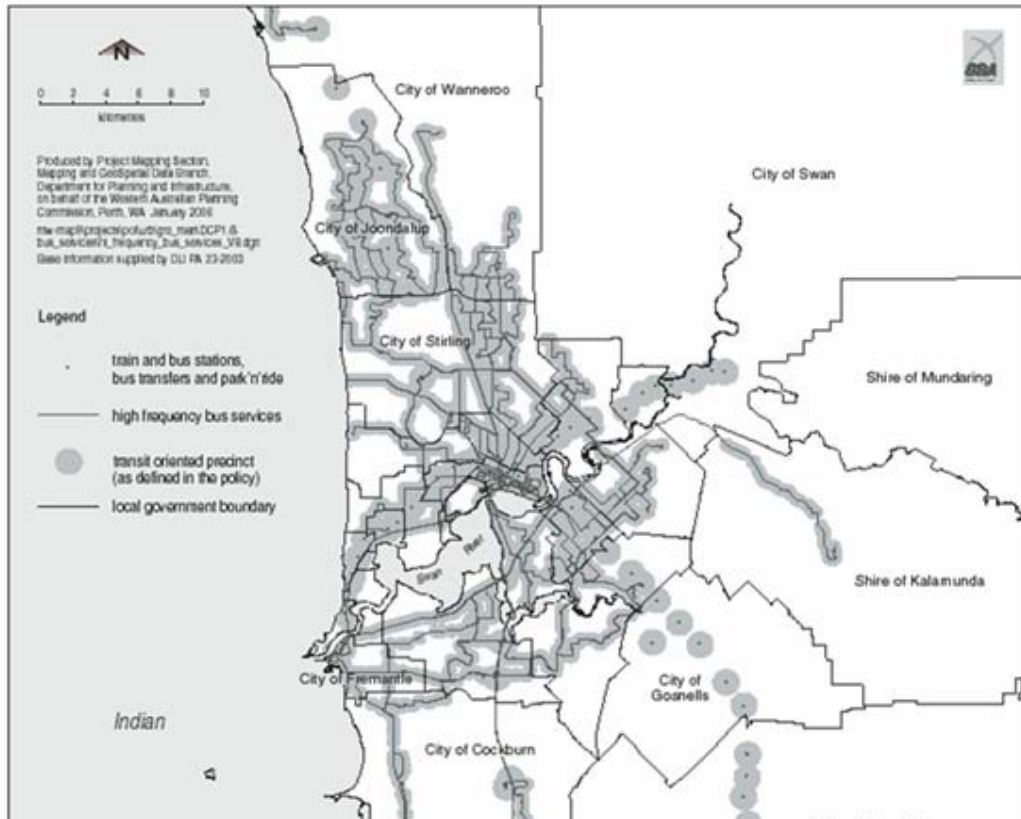 N
0 2 4 6 8 10
kilometres
Produced by Project Mapping Section,
Mapping and GeoSpatial Data Branch,
Department for Planning and Infrastructure,
on behalf of the Western Australian Planning
Commission, Perth, WA January 2006
Base information supplied by DLI PA 23-2003
Legend
train and bus stations,
bus transfers and park'n'ride
high frequency bus services
transit oriented precinct
(as defined in the policy)
local government boundary
City of Wanneroo
City of Swan
City of Joondalup
City of Stirling
Shire of Mundaring
Swan River
Shire of Kalamunda
City of Fremantle
City of
Gosnells
Indian
City of Cockburn